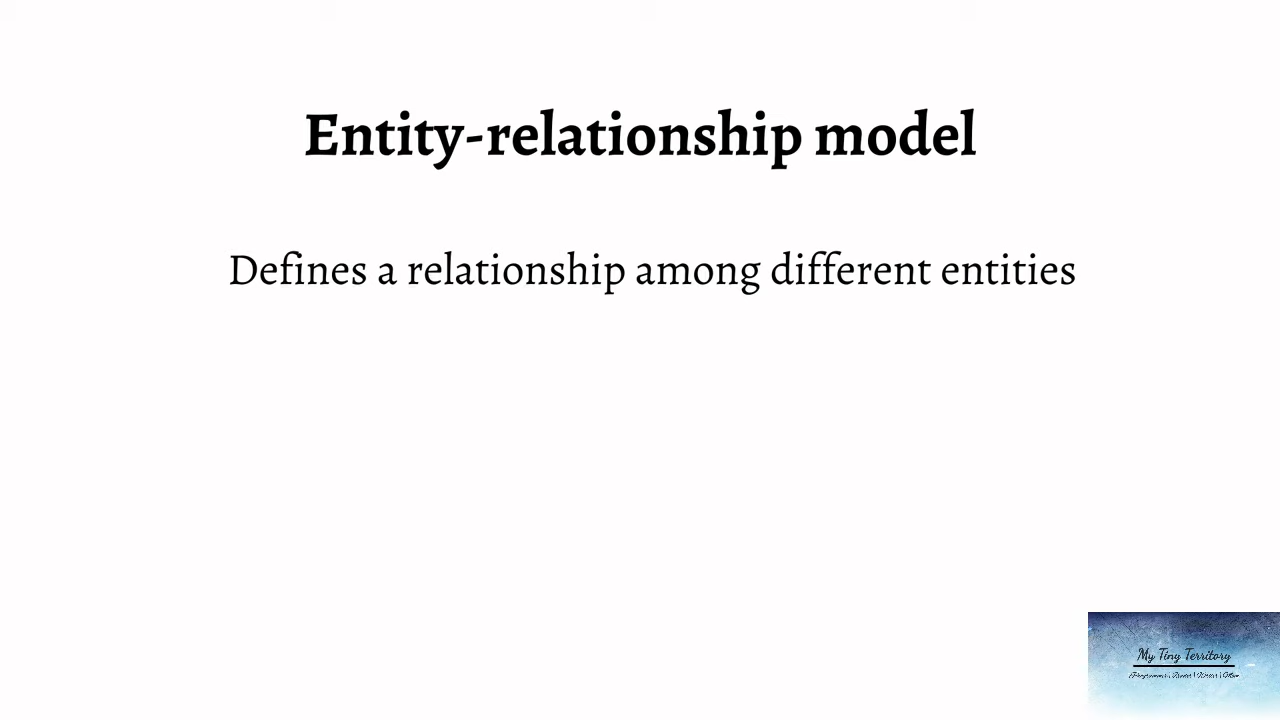 Entity-relationship model
Defines a relationship among different entities
My Tiny Territory